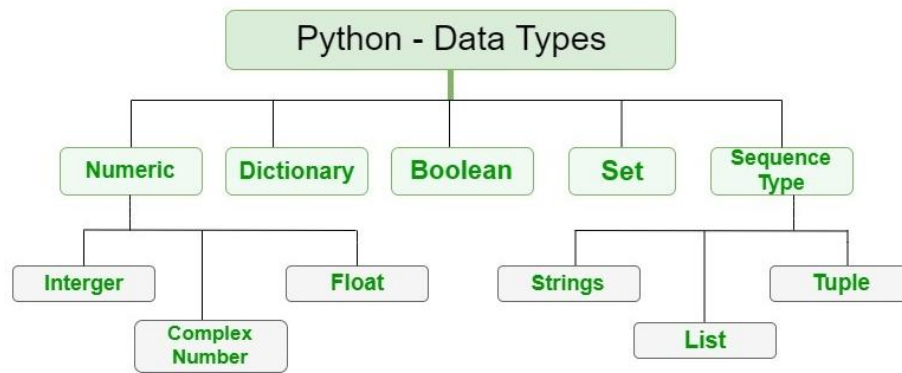 Python - Data Types
Numeric
Dictionary
Boolean
Set
Sequence
Type
Interger
Float
Strings
Tuple
Complex
Number
List